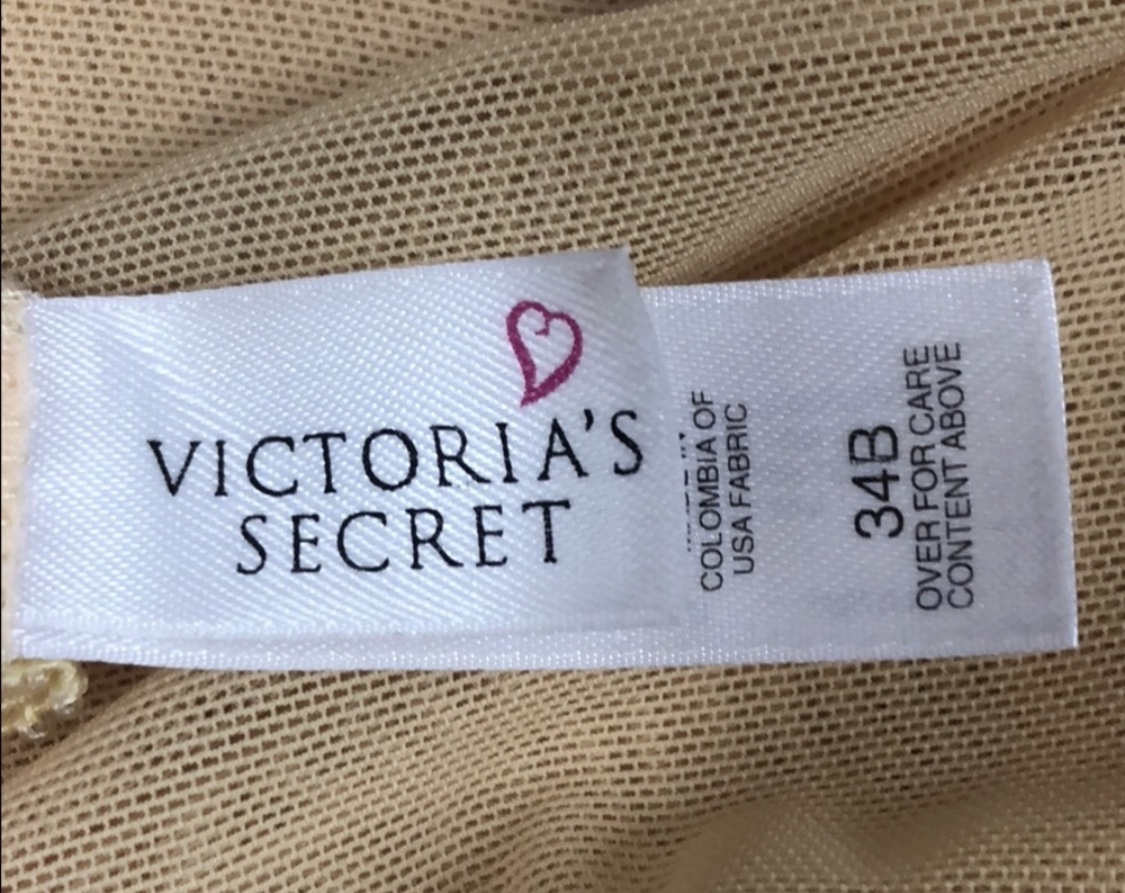 VICTORIA'S
SECRET
COLOMBIA OF
USA FABRIC
34B
OVER FOR CARE
CONTENT ABOVE